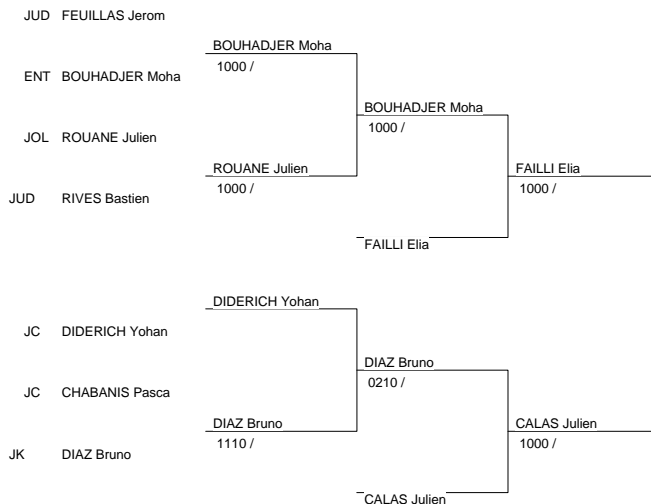 JUD FEUILLAS Jerom
BOUHADJER Moha
1000 /
ENT BOUHADJER Moha
BOUHADJER Moha
1000 /
JOL ROUANE Julien
ROUANE Julien
1000 /
FAILLI Elia
1000 /
JUD RIVES Bastien
FAILLI Elia
DIDERICH Yohan
JC DIDERICH Yohan
DIAZ Bruno
0210 /
JC CHABANIS Pasca
DIAZ Bruno
1110 /
CALAS Julien
1000 /
JK DIAZ Bruno
CALAS Julien